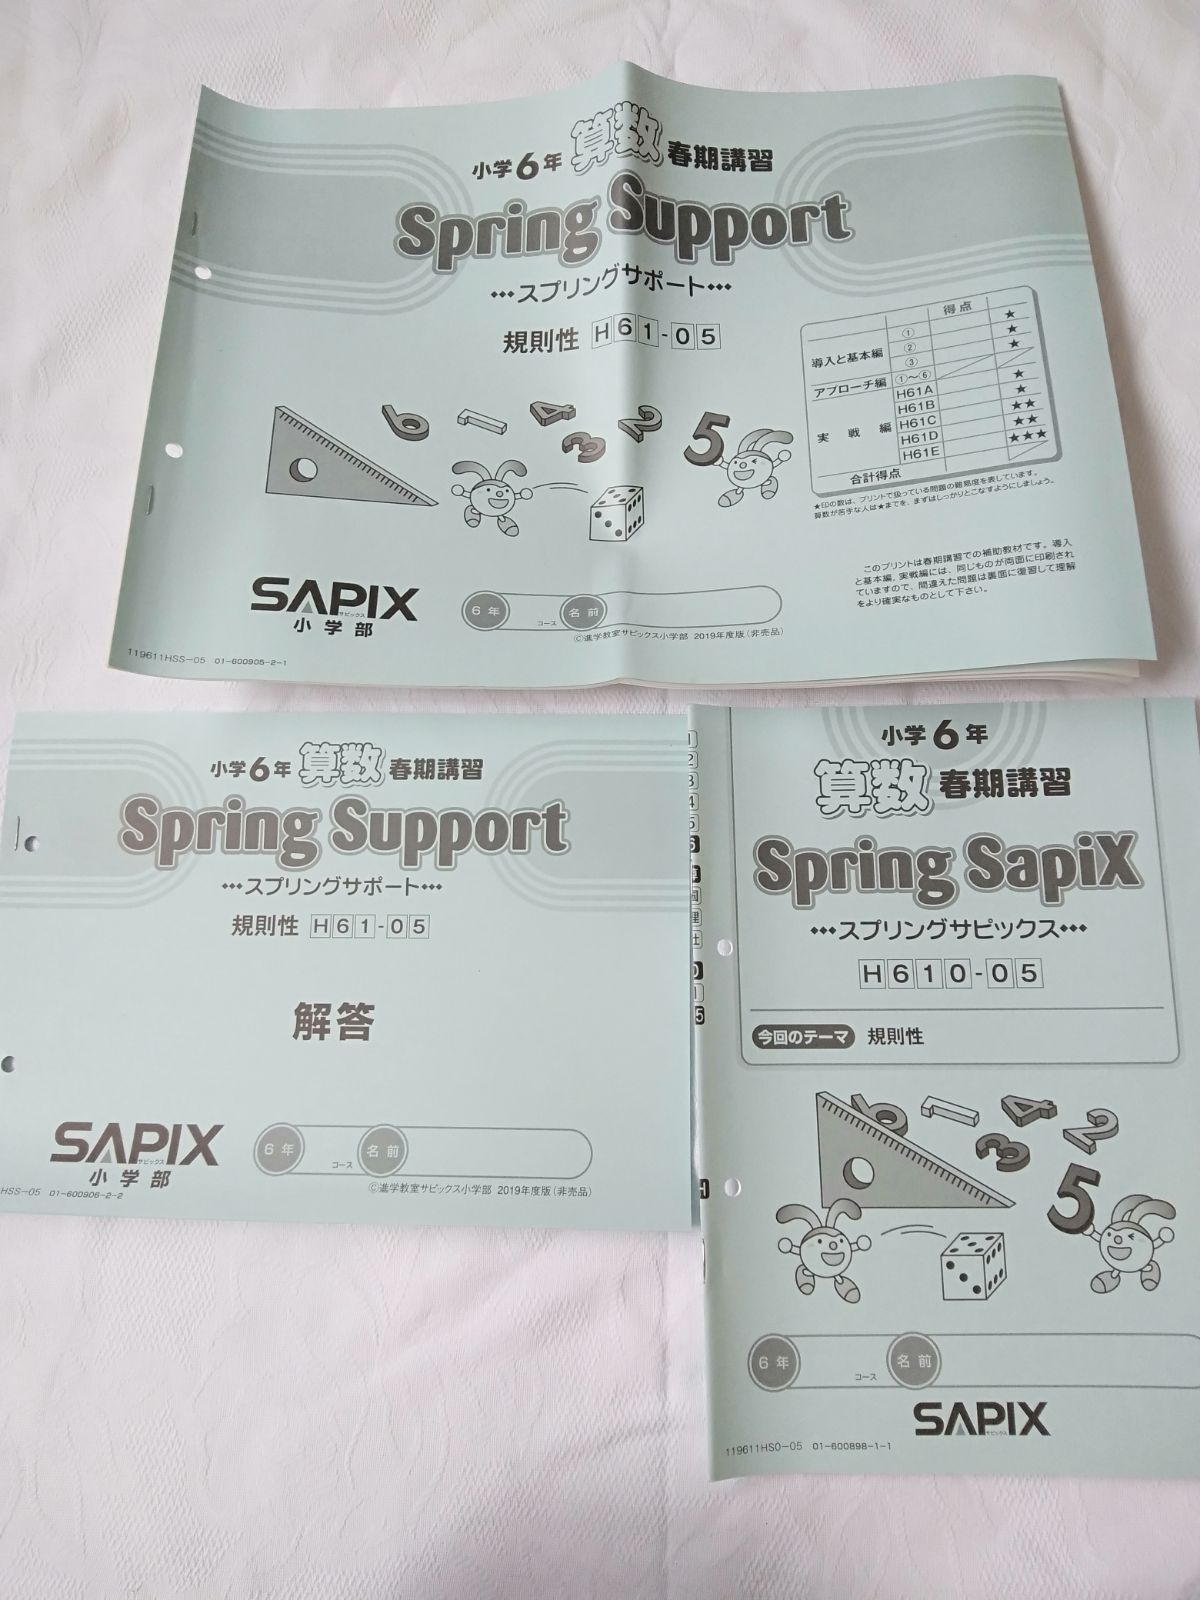 小学6年 算数 春期講習
Spring Support
•••スプリングサポート•••
規則性 H61-05
得点
導入と基本編 ① ★
② ★
③ ★
アプローチ編 ①〜⑥
実戦編 H61A ★
H61B ★
H61C ★★
H61D ★★
H61E ★★★
合計得点
★印の数は、プリントで扱っている問題の難易度を表しています。
算数が苦手な人は★までを、まずはしっかりとこなすようにしましょう。
このプリントは春期講習での補助教材です。導入
と基本編、実戦編には、同じものが両面に印刷され
ていますので、間違えた問題は裏面に復習して理解
をより確実なものとして下さい。
SAPIX
サピックス
小学部
6年 コース 名前
©進学教室サピックス小学部 2019年度版(非売品)
119611HSS-05 01-600905-2-1
小学6年 算数 春期講習
Spring Support
•••スプリングサポート•••
規則性 H61-05
解答
SAPIX
サピックス
小学部
6年 コース 名前
©進学教室サピックス小学部 2019年度版(非売品)
HSS-05 01-600906-2-2
小学6年
算数 春期講習
Spring SapiX
•••スプリングサピックス•••
H610-05
今回のテーマ 規則性
6年 コース 名前
SAPIX
サピックス
119611HS0-05 01-600898-1-1